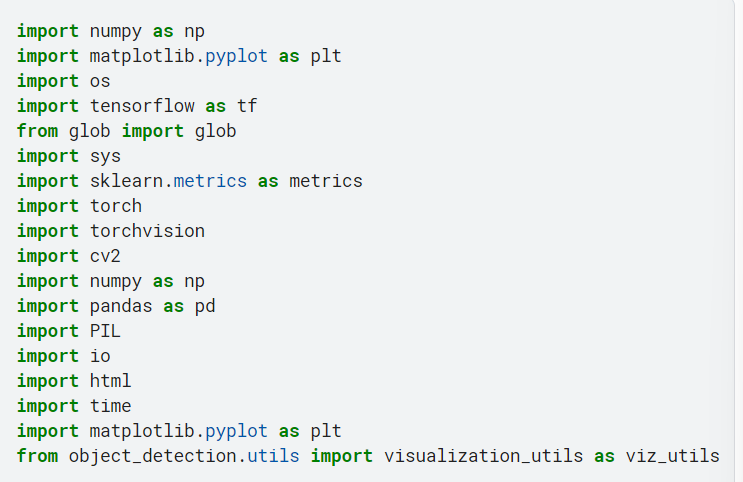 import numpy as np
import matplotlib.pyplot as plt
import os
import tensorflow as tf
from glob import glob
import sys
import sklearn.metrics as metrics
import torch
import torchvision
import cv2
import numpy as np
import pandas as pd
import PIL
import io
import html
import time
import matplotlib.pyplot as plt
from object_detection.utils import visualization_utils as viz_utils